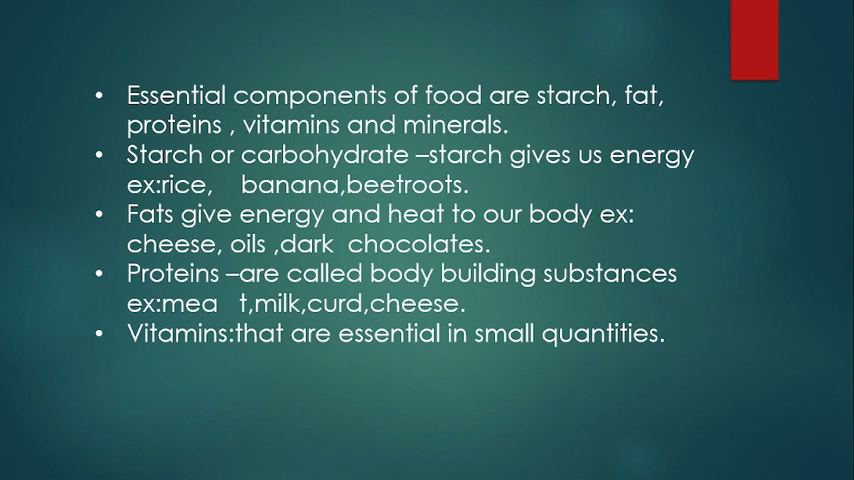 • Essential components of food are starch, fat,
proteins , vitamins and minerals.
• Starch or carbohydrate –starch gives us energy
ex:rice, banana,beetroots.
• Fats give energy and heat to our body ex:
cheese, oils ,dark chocolates.
• Proteins –are called body building substances
ex:mea t,milk,curd,cheese.
• Vitamins:that are essential in small quantities.